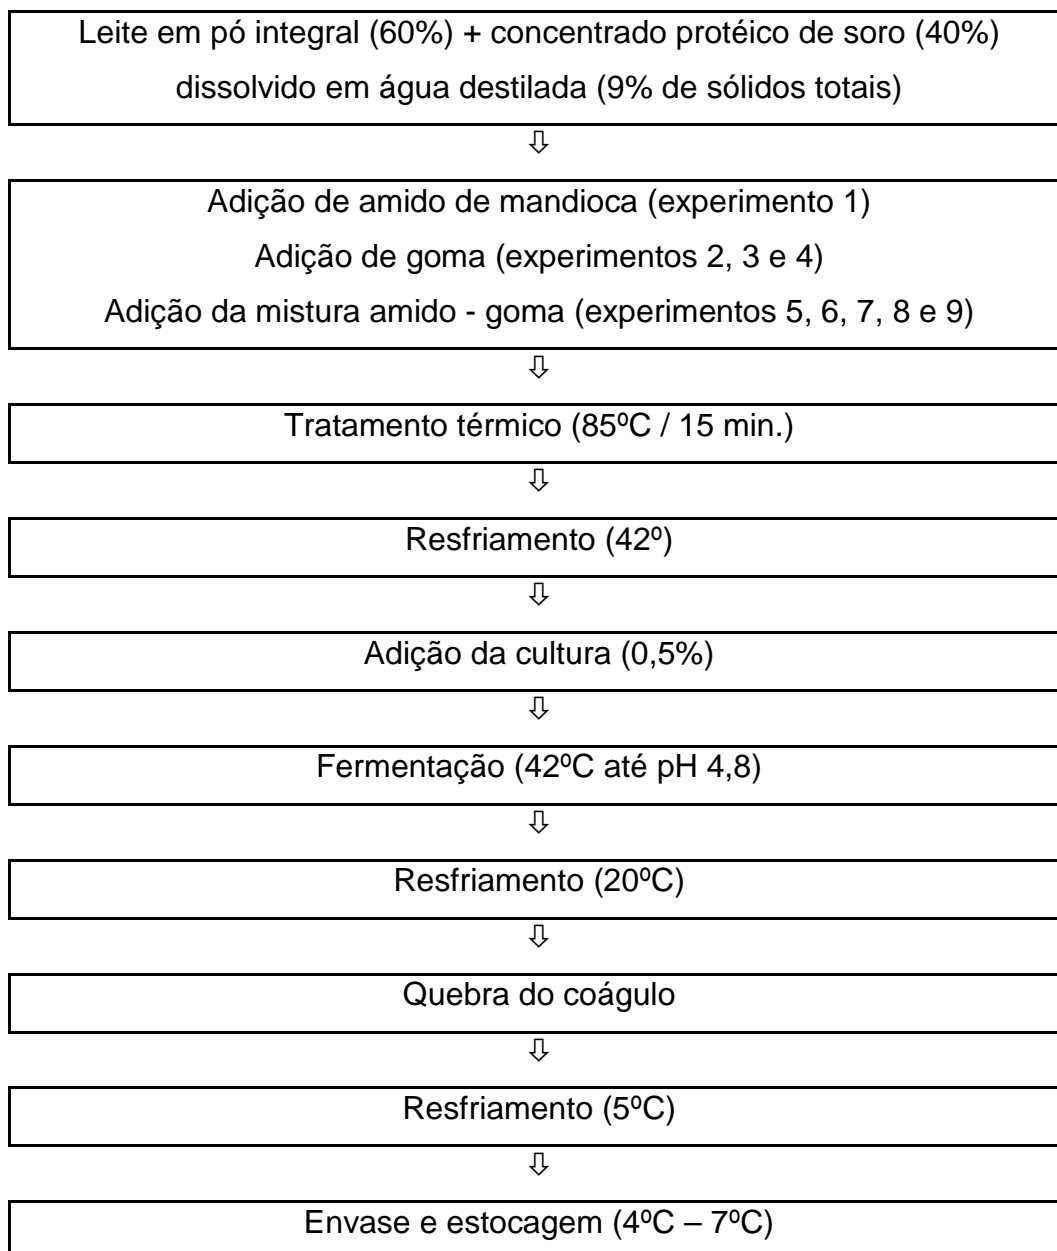 Leite em pó integral (60%) + concentrado protéico de soro (40%)
dissolvido em água destilada (9% de sólidos totais)
⇩
Adição de amido de mandioca (experimento 1)
Adição de goma (experimentos 2, 3 e 4)
Adição da mistura amido - goma (experimentos 5, 6, 7, 8 e 9)
⇩
Tratamento térmico (85ºC / 15 min.)
⇩
Resfriamento (42º)
⇩
Adição da cultura (0,5%)
⇩
Fermentação (42ºC até pH 4,8)
⇩
Resfriamento (20ºC)
⇩
Quebra do coágulo
⇩
Resfriamento (5ºC)
⇩
Envase e estocagem (4ºC – 7ºC)